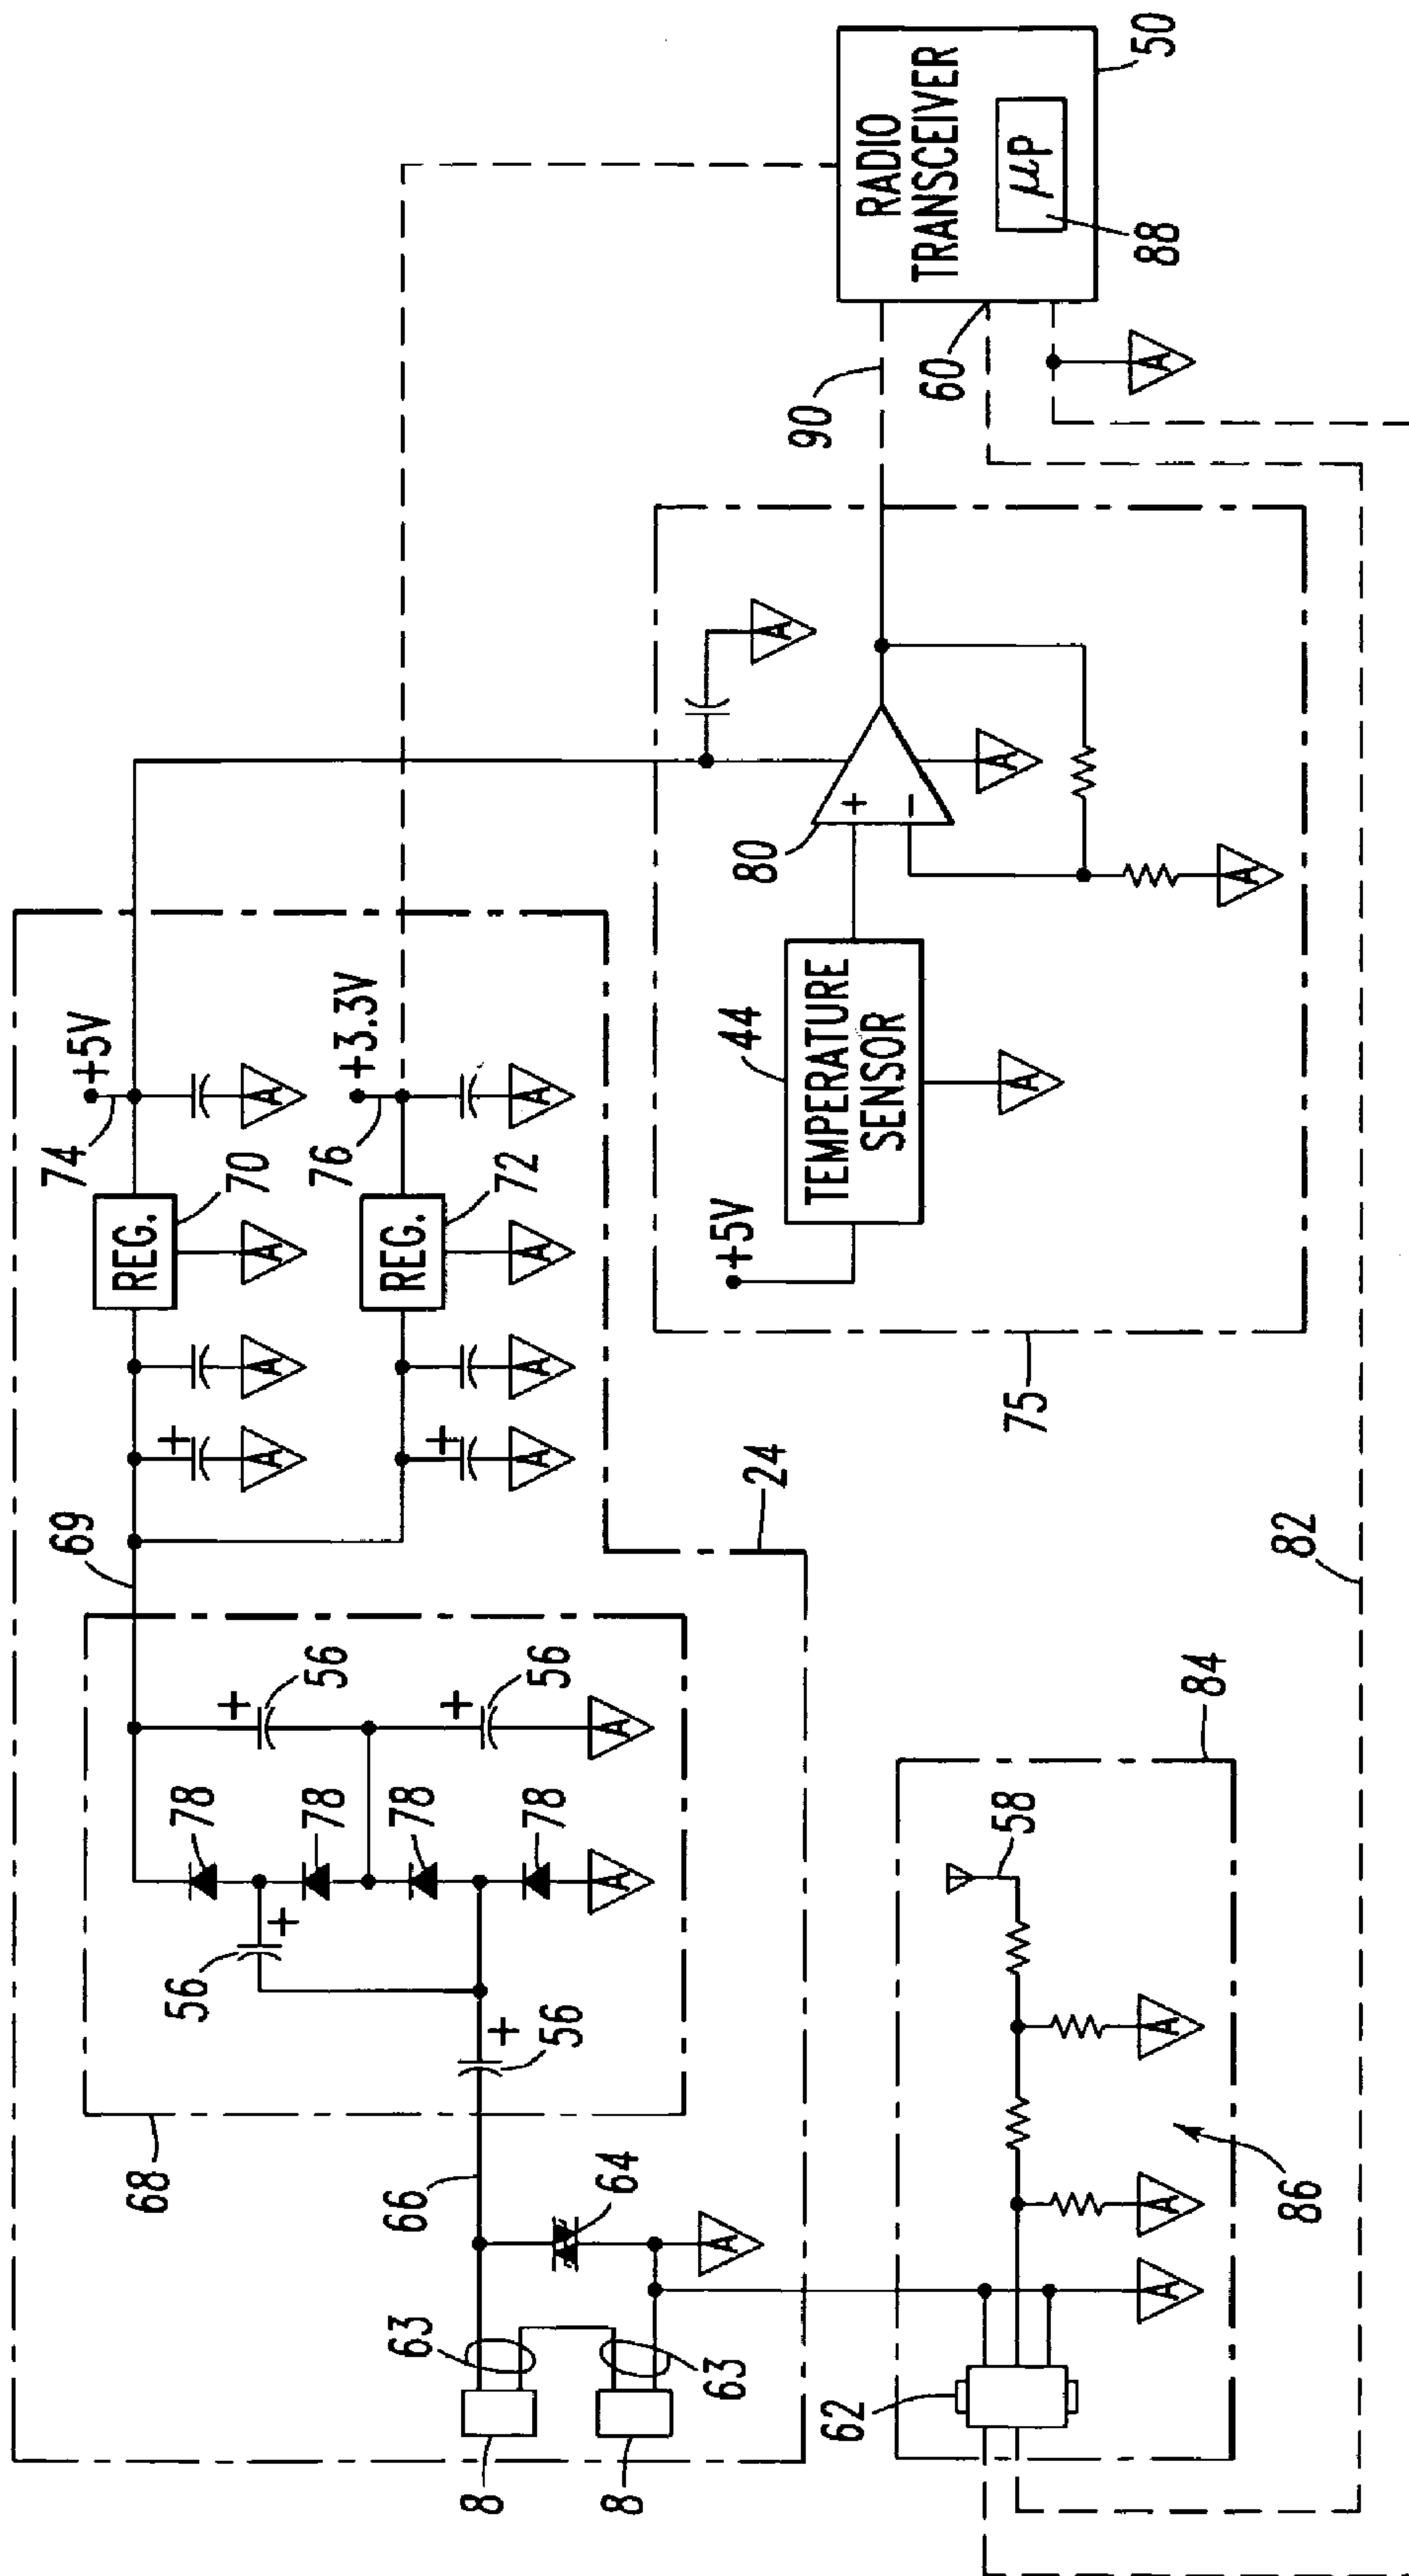 74
+5V
REG.
70
A
A
A
+
A
69
76
+3.3V
REG.
72
A
A
A
+
A
24
68
78
78
78
78
A
+
56
+
56
A
+
56
+
56
66
64
A
63
63
8
8
62
84
58
A
A
A
86
82
75
+5V
44
TEMPERATURE
SENSOR
A
80
+
−
A
A
A
90
60
RADIO
TRANSCEIVER
μP
88
50
A